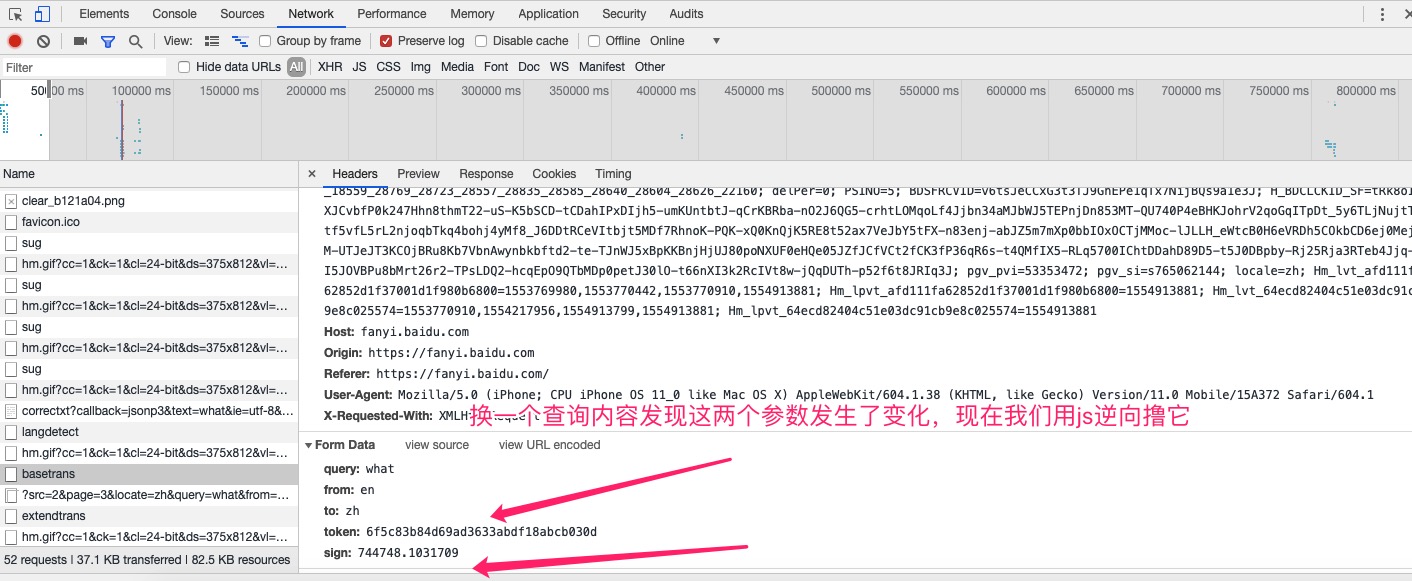 Elements Console Sources Network Performance Memory Application Security Audits
View: Group by frame Preserve log Disable cache Offline Online
Filter Hide data URLs All XHR JS CSS Img Media Font Doc WS Manifest Other
500 ms 100000 ms 150000 ms 200000 ms 250000 ms 300000 ms 350000 ms 400000 ms 450000 ms 500000 ms 550000 ms 600000 ms 650000 ms 700000 ms 750000 ms 800000 ms
Name
clear_b121a04.png
favicon.ico
sug
hm.gif?cc=1&ck=1&cl=24-bit&ds=375x812&vl=…
sug
hm.gif?cc=1&ck=1&cl=24-bit&ds=375x812&vl=…
sug
hm.gif?cc=1&ck=1&cl=24-bit&ds=375x812&vl=…
sug
hm.gif?cc=1&ck=1&cl=24-bit&ds=375x812&vl=…
correctxt?callback=jsonp3&text=what&ie=utf-8&…
langdetect
hm.gif?cc=1&ck=1&cl=24-bit&ds=375x812&vl=…
basetrans
?src=2&page=3&locate=zh&query=what&from=…
extendtrans
hm.gif?cc=1&ck=1&cl=24-bit&ds=375x812&vl=…
52 requests | 37.1 KB transferred | 82.5 KB resources
× Headers Preview Response Cookies Timing
_18559_28769_28723_28557_28835_28585_28640_28604_28626_22160; delPer=0; PSINO=5;
XJCvbfP0k247Hhn8thmT22-uS-K5bSCD-tCDahIPxDIjh5-umKUntbtJ-qCrKBRba-nO2J6QG5-crhtLOMqoLf4Jjbn34aMJbWJ5TEPnjDn853MT-QU740P4eBHKJohrV2qoGqITpDt_5y6TLjNujtT
tf5vfL5rL2njoqbTkq4bohj4yMf8_J6DDtRCeVItbjt5MDf7RhnoK-PQK-xQ0KnQjK5RE8t52ax7VeJbY5tFX-n83enj-abJZ5m7mXp0bbIOxOCTjMMoc-lJLLH_eWtcB0H6eVRDh5COkbCD6ej0Mej
M-UTJeJT3KCOjBRu8Kb7VbnAwynbkbftd2-te-TJnWJ5xBpKKBnjHjUJ80poNXUF0eHQe05JZfJCfVCt2fCK3fP36qR6s-t4QMfIX5-RLq5700IChtDDahD89D5-t5J0DBpby-Rj25Rja3RTeb4Jjq-
I5JOVBPu8bMrt26r2-TPsLDQ2-hcqEpO9QTbMDp0petJ30lO-t66nXI3k2RcIVt8w-jQqDUTh-p52f6t8JRIq3J; pgv_pvi=53353472; pgv_si=s765062144; locale=zh; Hm_lvt_afd111f
62852d1f37001d1f980b6800=1553769980,1553770442,1553770910,1554913881; Hm_lpvt_afd111fa62852d1f37001d1f980b6800=1554913881; Hm_lvt_64ecd82404c51e03dc91c
9e8c025574=1553770910,1554217956,1554913799,1554913881; Hm_lpvt_64ecd82404c51e03dc91cb9e8c025574=1554913881
Host: fanyi.baidu.com
Origin: https://fanyi.baidu.com
Referer: https://fanyi.baidu.com/
User-Agent: Mozilla/5.0 (iPhone; CPU iPhone OS 11_0 like Mac OS X) AppleWebKit/604.1.38 (KHTML, like Gecko) Version/11.0 Mobile/15A372 Safari/604.1
X-Requested-With:
换一个查询内容发现这两个参数发生了变化，现在我们用js逆向撸它
Form Data view source view URL encoded
query: what
from: en
to: zh
token: 6f5c83b84d69ad3633abdf18abcb030d
sign: 744748.1031709